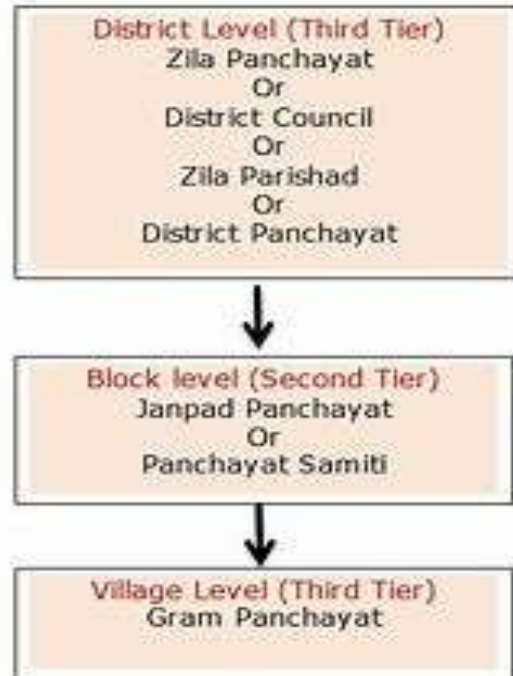 District Level (Third Tier)
Zila Panchayat
Or
District Council
Or
Zila Parishad
Or
District Panchayat
Block level (Second Tier)
Janpad Panchayat
Or
Panchayat Samiti
Village Level (Third Tier)
Gram Panchayat